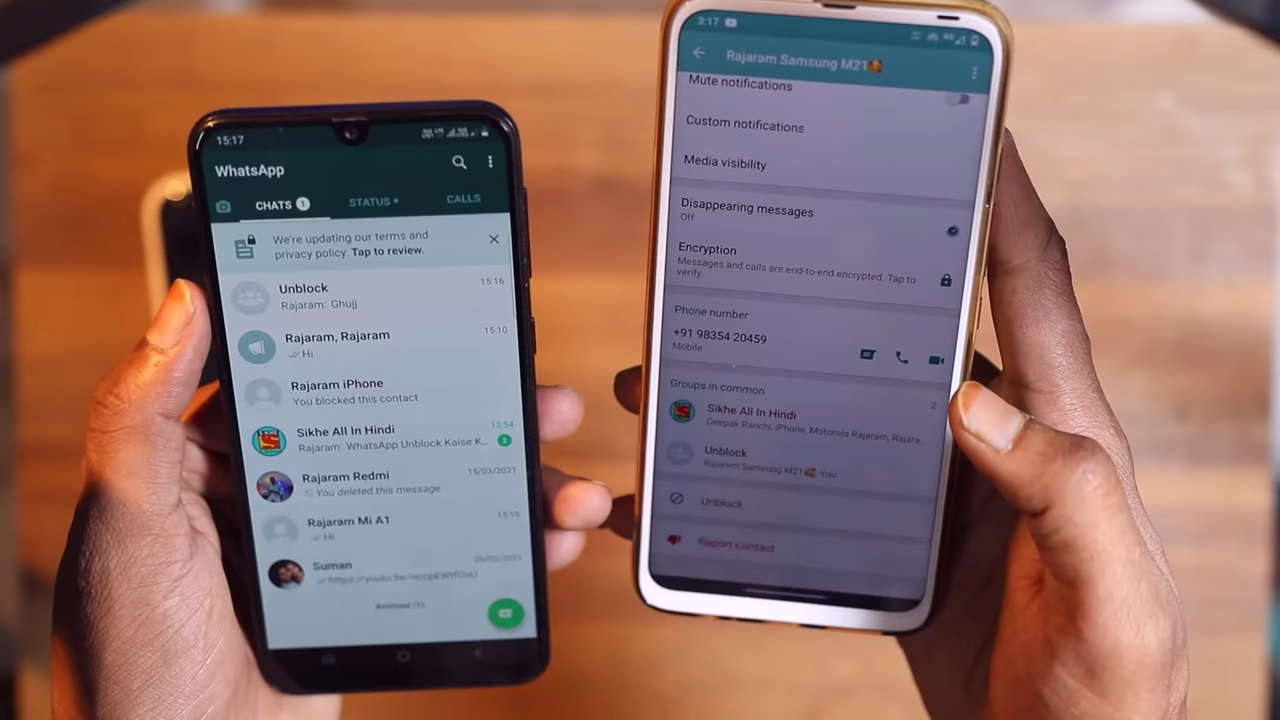 15:17
WhatsApp
CHATS 1
STATUS
CALLS
We're updating our terms and
privacy policy. Tap to review.
Unblock
15:16
Rajaram: Ghujj
Rajaram, Rajaram
15:10
Hi
Rajaram iPhone
You blocked this contact
Sikhe All In Hindi
12:54
Rajaram: WhatsApp Unblock Kaise K...
2
Rajaram Redmi
15/03/2021
You deleted this message
Rajaram Mi A1
15:10
Hi
Suman
Archived (1)
3:17
4G
Rajaram Samsung M21🥰
Mute notifications
Custom notifications
Media visibility
Disappearing messages
Off
Encryption
Messages and calls are end-to-end encrypted. Tap to
verify.
Phone number
+91 98354 20459
Mobile
Groups in common
2
Sikhe All In Hindi
Deepak Ranchi, iPhone, Motorola Rajaram, Rajara...
Unblock
Rajaram Samsung M21🥰, You
Unblock
Report contact